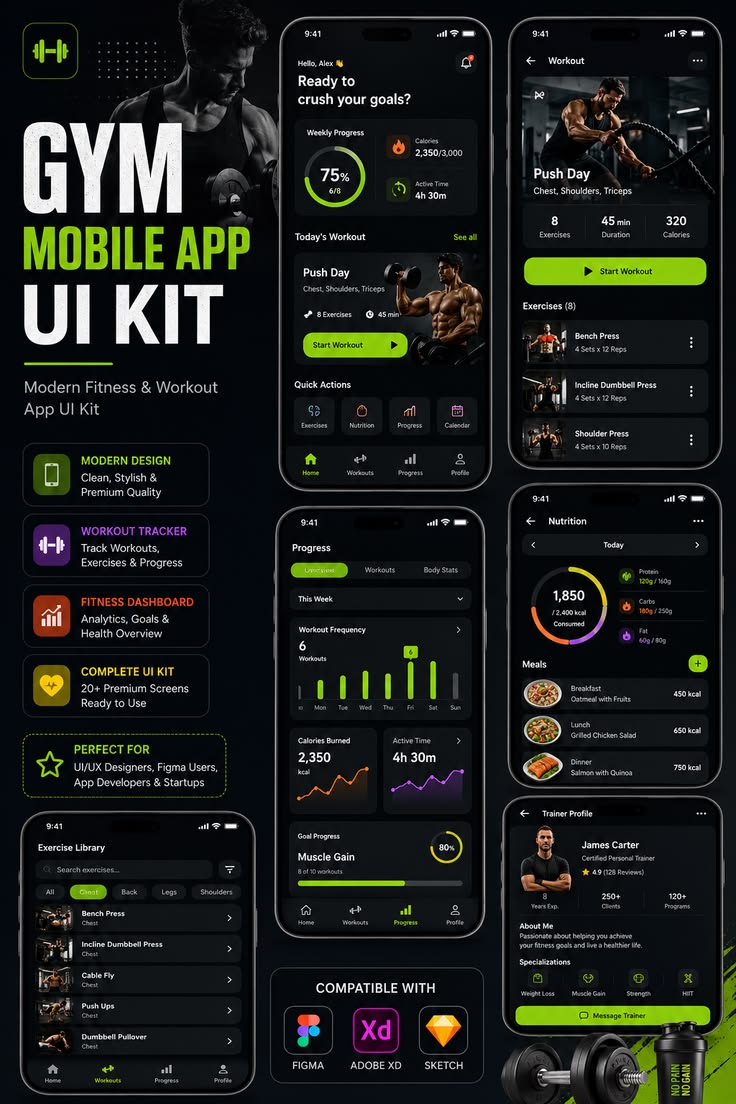 GYM
MOBILE APP
UI KIT
Modern Fitness & Workout
App UI Kit
MODERN DESIGN
Clean, Stylish &
Premium Quality
WORKOUT TRACKER
Track Workouts,
Exercises & Progress
FITNESS DASHBOARD
Analytics, Goals &
Health Overview
COMPLETE UI KIT
20+ Premium Screens
Ready to Use
PERFECT FOR
UI/UX Designers, Figma Users,
App Developers & Startups
9:41
Hello, Alex 👋
Ready to
crush your goals?
Weekly Progress
75%
6/8
Calories
2,350/3,000
Active Time
4h 30m
Today's Workout
See all
Push Day
Chest, Shoulders, Triceps
8 Exercises
45 min
Start Workout
Quick Actions
Exercises
Nutrition
Progress
Calendar
Home
Workouts
Progress
Profile
9:41
Workout
Push Day
Chest, Shoulders, Triceps
8
Exercises
45 min
Duration
320
Calories
Start Workout
Exercises (8)
Bench Press
4 Sets x 12 Reps
Incline Dumbbell Press
4 Sets x 12 Reps
Shoulder Press
4 Sets x 10 Reps
9:41
Progress
Overview
Workouts
Body Stats
This Week
Workout Frequency
6
Workouts
6
Mon
Tue
Wed
Thu
Fri
Sat
Sun
Calories Burned
2,350
kcal
Active Time
4h 30m
Goal Progress
Muscle Gain
8 of 10 workouts
80%
Home
Workouts
Progress
Profile
9:41
Nutrition
Today
1,850
/ 2,400 kcal
Consumed
Protein
120g / 160g
Carbs
180g / 250g
Fat
60g / 80g
Meals
Breakfast
Oatmeal with Fruits
450 kcal
Lunch
Grilled Chicken Salad
650 kcal
Dinner
Salmon with Quinoa
750 kcal
9:41
Exercise Library
Search exercises...
All
Chest
Back
Legs
Shoulders
Bench Press
Chest
Incline Dumbbell Press
Chest
Cable Fly
Chest
Push Ups
Chest
Dumbbell Pullover
Chest
Home
Workouts
Progress
Profile
COMPATIBLE WITH
Xd
FIGMA
ADOBE XD
SKETCH
9:41
Trainer Profile
James Carter
Certified Personal Trainer
4.9 (128 Reviews)
8
Years Exp.
250+
Clients
120+
Programs
About Me
Passionate about helping you achieve
your fitness goals and live a healthier life.
Specializations
Weight Loss
Muscle Gain
Strength
HIIT
Message Trainer
NO PAIN
NO GAIN